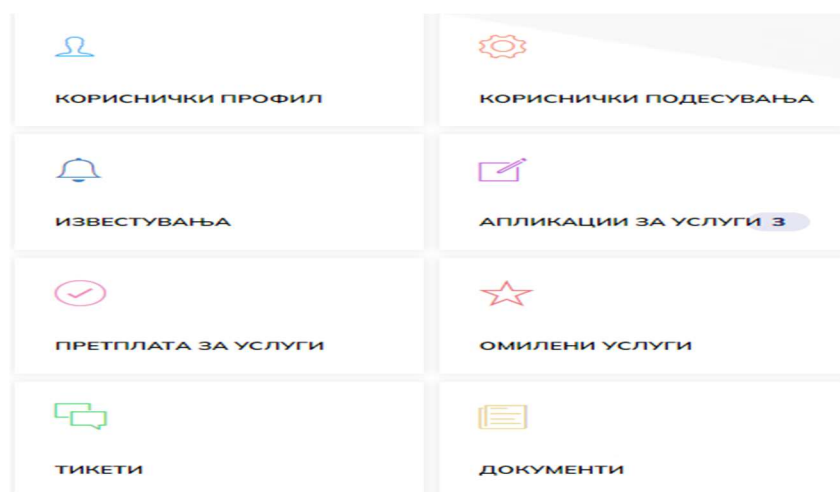 КОРИСНИЧКИ ПРОФИЛ
КОРИСНИЧКИ ПОДЕСУВАЊА
ИЗВЕСТУВАЊА
АПЛИКАЦИИ ЗА УСЛУГИ 3
ПРЕТПЛАТА ЗА УСЛУГИ
ОМИЛЕНИ УСЛУГИ
ТИКЕТИ
ДОКУМЕНТИ